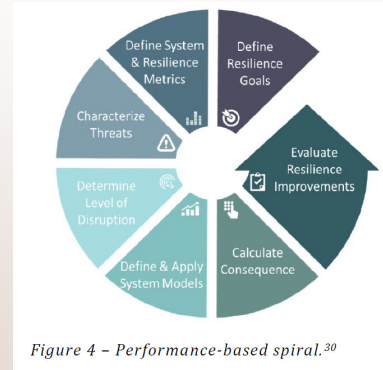 Define
Resilience
Goals
Define System
& Resilience
Metrics
Characterize
Threats
Determine
Level of
Disruption
Define & Apply
System Models
Calculate
Consequence
Evaluate
Resilience
Improvements
Figure 4 – Performance-based spiral.30